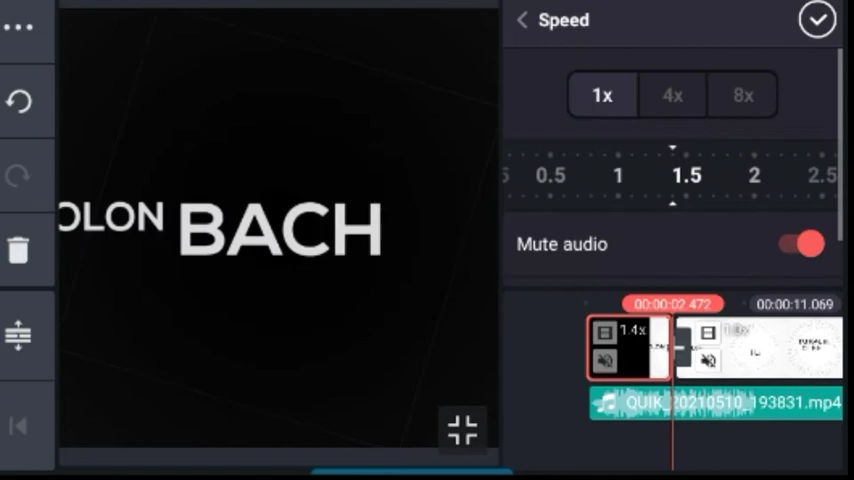 Speed
1x 4x 8x
0.5 1 1.5 2 2.5
OLON BACH
Mute audio
00:00:02.472 00:00:11.069
1.4x
QUIK_20210510_193831.mp4